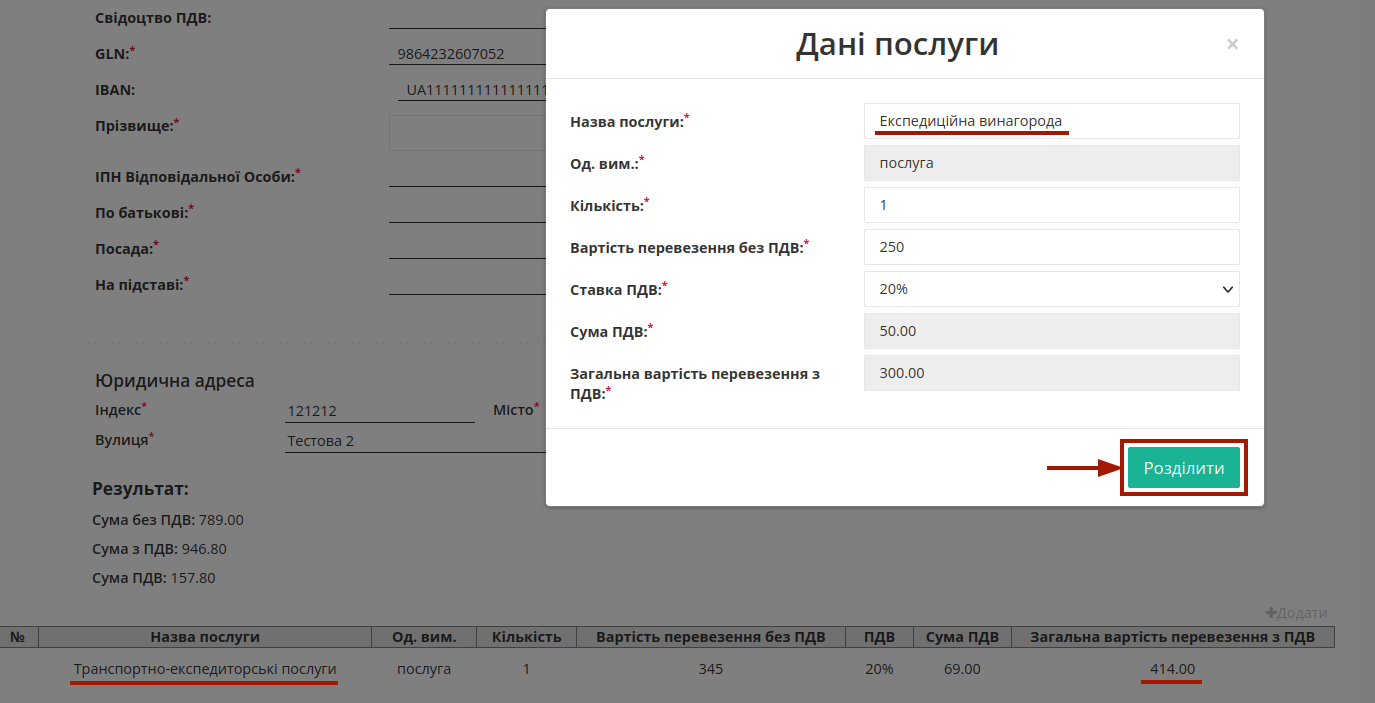 Свідоцтво ПДВ:
GLN:* 9864232607052
IBAN: UA1111111111111111
Прізвище:*
ІПН Відповідальної Особи:*
По батькові:*
Посада:*
На підставі:*
Юридична адреса
Індекс* 121212 Місто*
Вулиця* Тестова 2
Результат:
Сума без ПДВ: 789.00
Сума з ПДВ: 946.80
Сума ПДВ: 157.80
Дані послуги ×
Назва послуги:* Експедиційна винагорода
Од. вим.:* послуга
Кількість:* 1
Вартість перевезення без ПДВ:* 250
Ставка ПДВ:* 20%
Сума ПДВ:* 50.00
Загальна вартість перевезення з
ПДВ:* 300.00
Розділити
+Додати
№ Назва послуги Од. вим. Кількість Вартість перевезення без ПДВ ПДВ Сума ПДВ Загальна вартість перевезення з ПДВ
Транспортно-експедиторські послуги послуга 1 345 20% 69.00 414.00